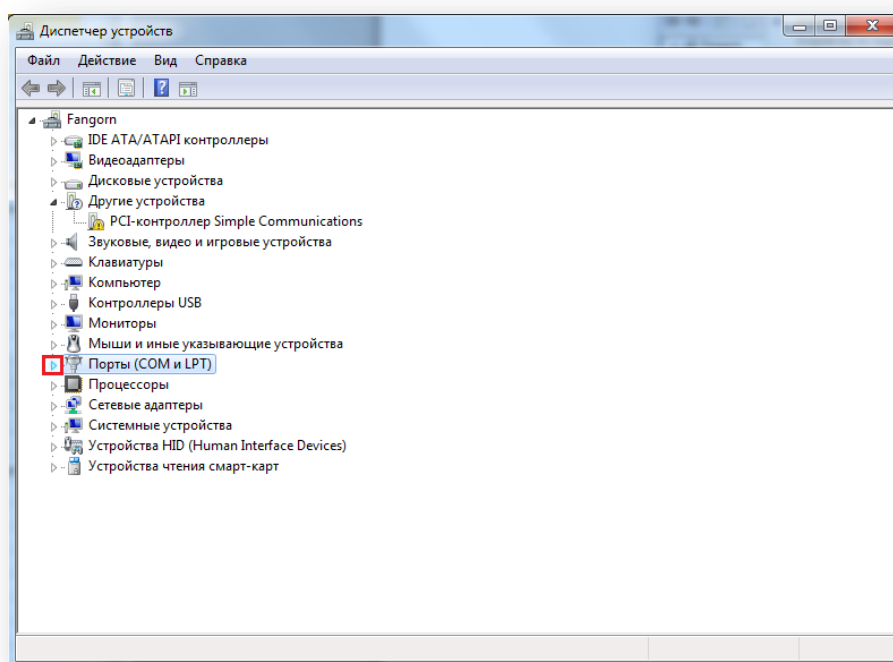 Диспетчер устройств
Файл Действие Вид Справка
Fangorn
IDE ATA/ATAPI контроллеры
Видеоадаптеры
Дисковые устройства
Другие устройства
PCI-контроллер Simple Communications
Звуковые, видео и игровые устройства
Клавиатуры
Компьютер
Контроллеры USB
Мониторы
Мыши и иные указывающие устройства
Порты (COM и LPT)
Процессоры
Сетевые адаптеры
Системные устройства
Устройства HID (Human Interface Devices)
Устройства чтения смарт-карт